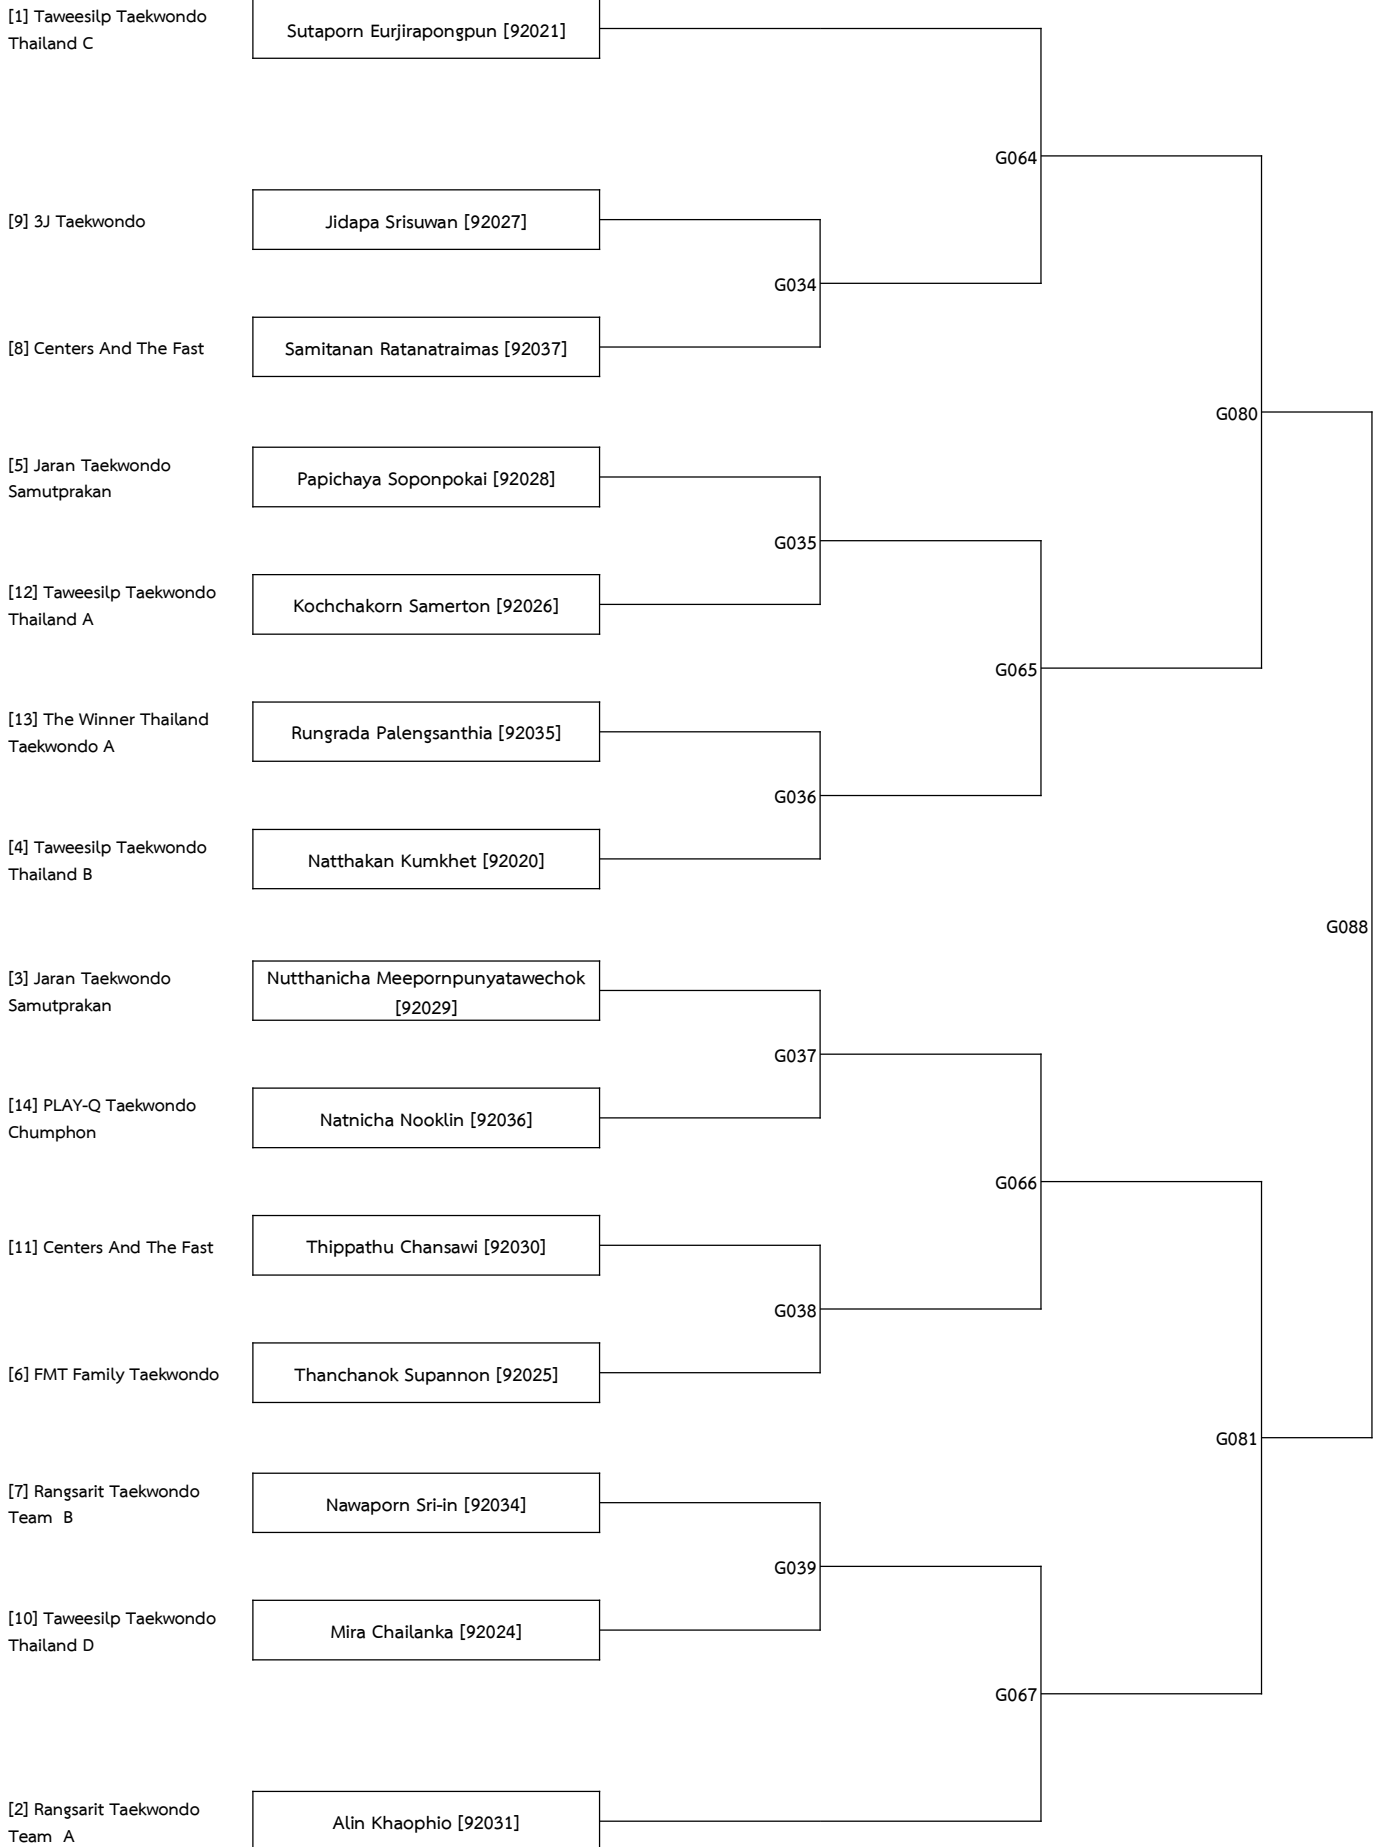 [1] Taweesilp Taekwondo
Thailand C
Sutaporn Eurjirapongpun [92021]
G064
[9] 3J Taekwondo
Jidapa Srisuwan [92027]
G034
[8] Centers And The Fast
Samitanan Ratanatraimas [92037]
G080
[5] Jaran Taekwondo
Samutprakan
Papichaya Soponpokai [92028]
G035
[12] Taweesilp Taekwondo
Thailand A
Kochchakorn Samerton [92026]
G065
[13] The Winner Thailand
Taekwondo A
Rungrada Palengsanthia [92035]
G036
[4] Taweesilp Taekwondo
Thailand B
Natthakan Kumkhet [92020]
G088
[3] Jaran Taekwondo
Samutprakan
Nutthanicha Meepornpunyatawechok
[92029]
G037
[14] PLAY-Q Taekwondo
Chumphon
Natnicha Nooklin [92036]
G066
[11] Centers And The Fast
Thippathu Chansawi [92030]
G038
[6] FMT Family Taekwondo
Thanchanok Supannon [92025]
G081
[7] Rangsarit Taekwondo
Team  B
Nawaporn Sri-in [92034]
G039
[10] Taweesilp Taekwondo
Thailand D
Mira Chailanka [92024]
G067
[2] Rangsarit Taekwondo
Team  A
Alin Khaophio [92031]